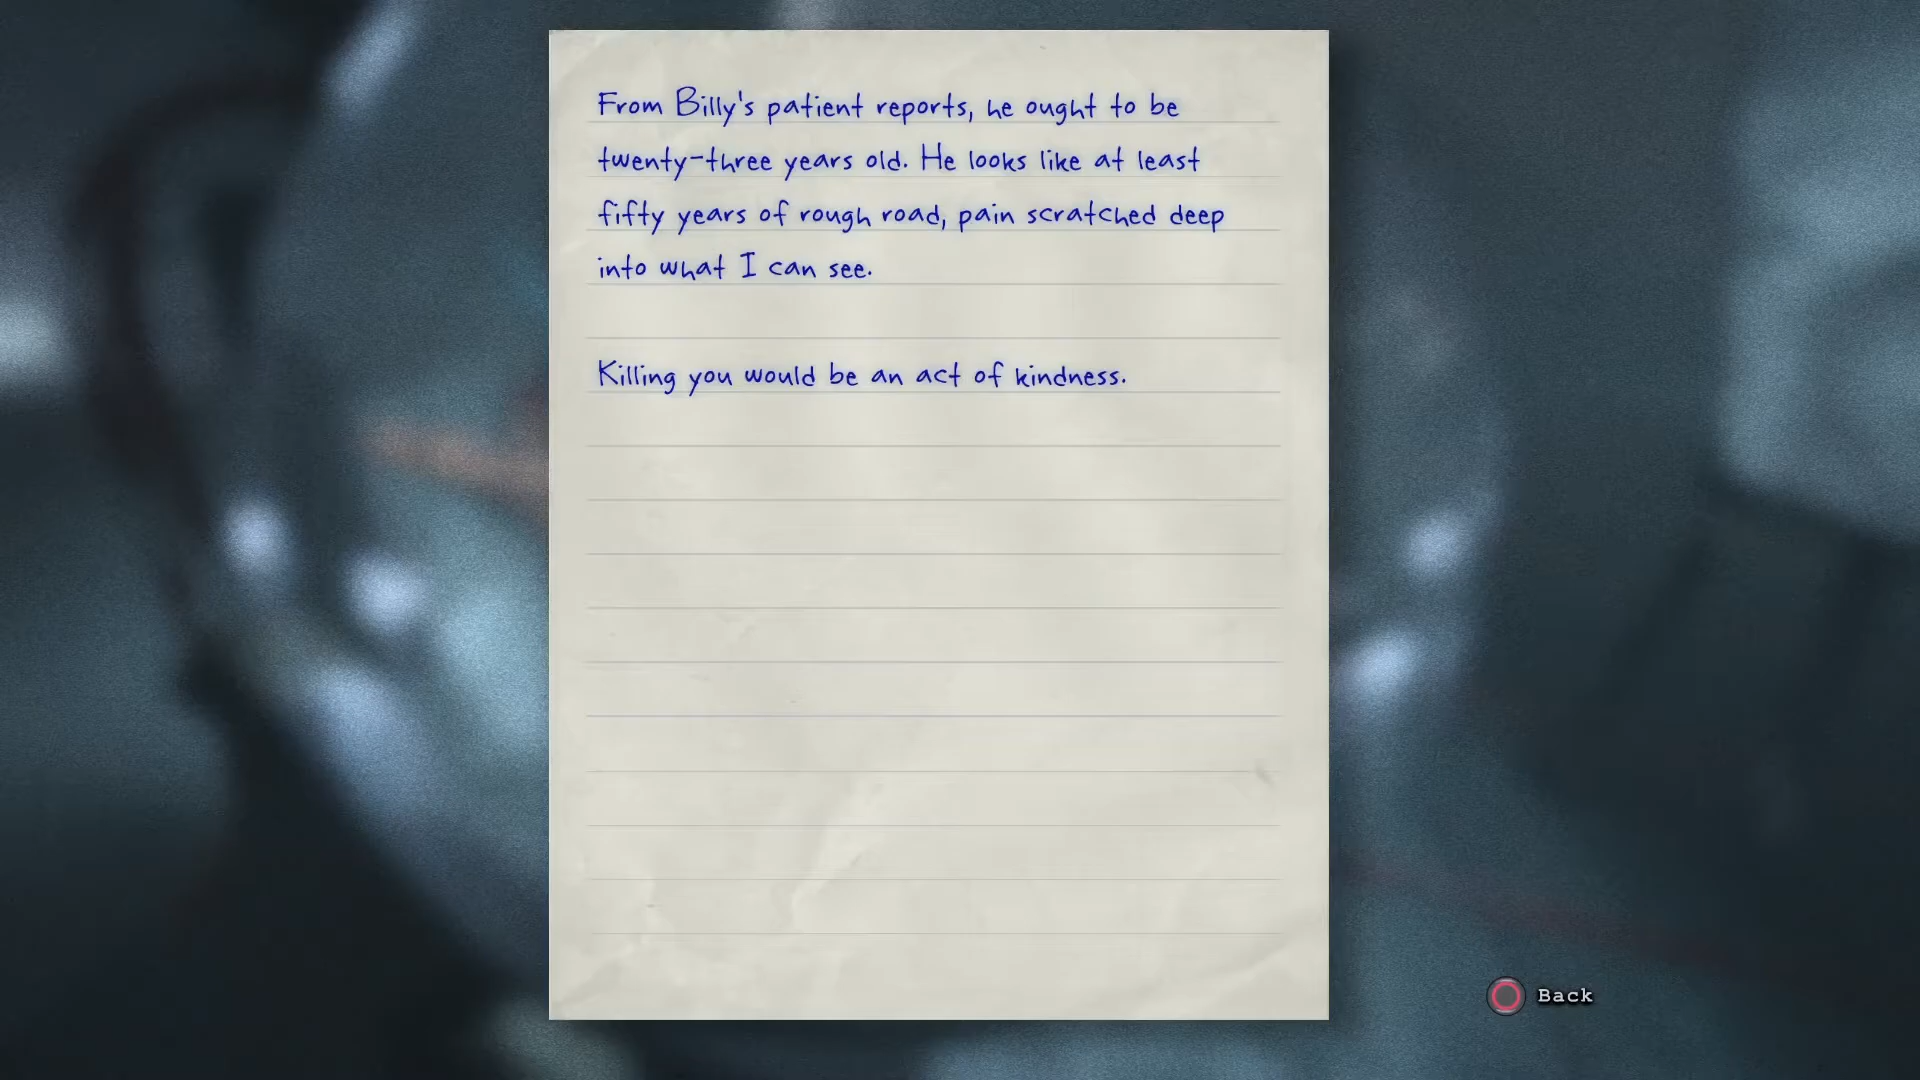 From Billy's patient reports, he ought to be
twenty-three years old. He looks like at least
fifty years of rough road, pain scratched deep
into what I can see.
Killing you would be an act of kindness.
Back